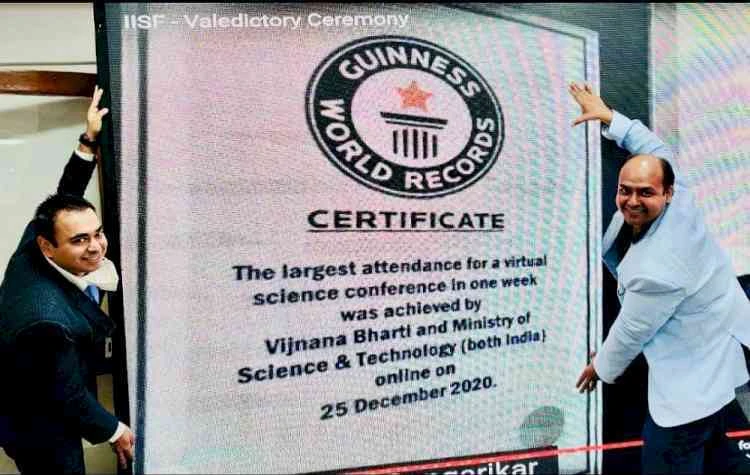 IISF - Valedictory Ceremony
GUINNESS
WORLD RECORDS
CERTIFICATE
The largest attendance for a virtual
science conference in one week
was achieved by
Vijnana Bharti and Ministry of
Science & Technology (both India)
online on
25 December 2020.